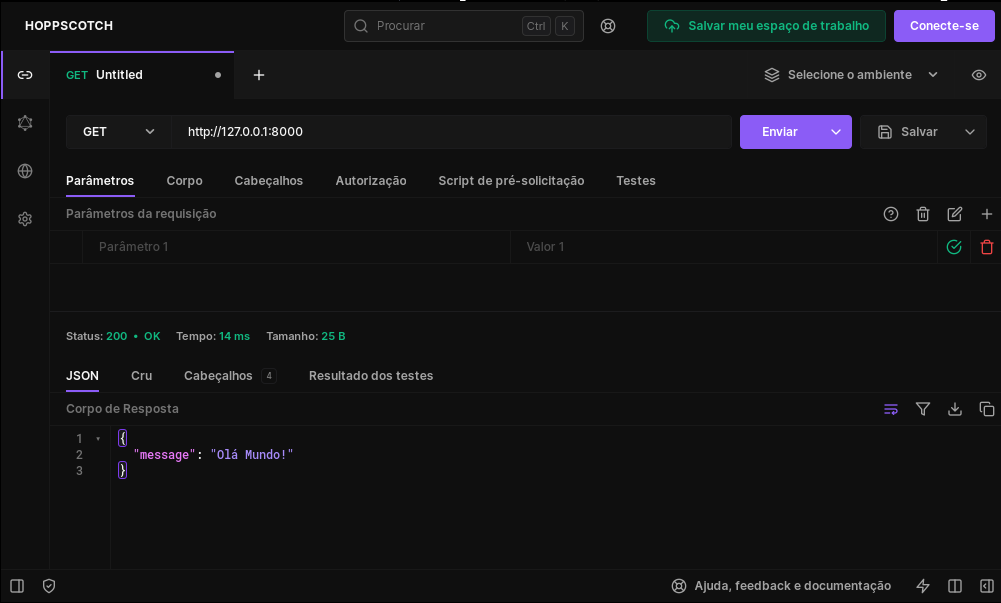 HOPPSCOTCH
Procurar
Ctrl
K
Salvar meu espaço de trabalho
Conecte-se
GET Untitled
Selecione o ambiente
GET
http://127.0.0.1:8000
Enviar
Salvar
Parâmetros
Corpo
Cabeçalhos
Autorização
Script de pré-solicitação
Testes
Parâmetros da requisição
Parâmetro 1
Valor 1
Status: 200 • OK
Tempo: 14 ms
Tamanho: 25 B
JSON
Cru
Cabeçalhos 4
Resultado dos testes
Corpo de Resposta
1 {
2 "message": "Olá Mundo!"
3 }
Ajuda, feedback e documentação